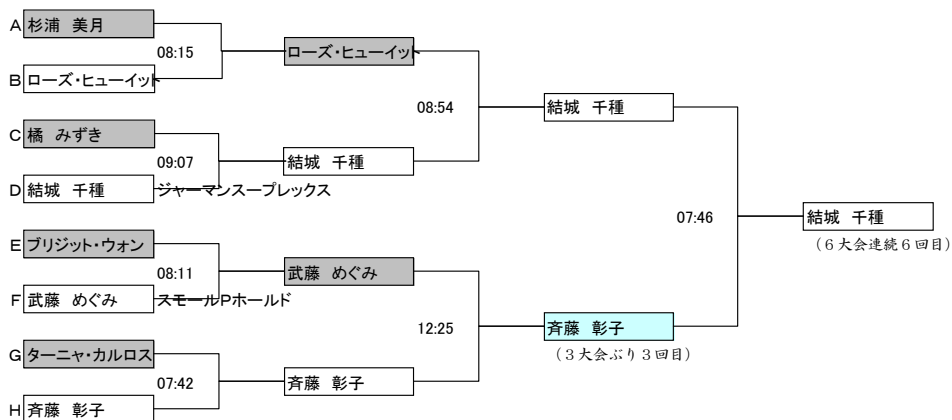 A 杉浦 美月
08:15
B ローズ・ヒューイット
ローズ・ヒューイット
08:54
結城 千種
C 橘 みずき
09:07
結城 千種
D 結城 千種 ジャーマンスープレックス
07:46
結城 千種
(6大会連続6回目)
E ブリジット・ウォン
08:11
武藤 めぐみ
F 武藤 めぐみ スモールPホールド
12:25
斉藤 彰子
(3大会ぶり3回目)
G ターニャ・カルロス
07:42
斉藤 彰子
H 斉藤 彰子